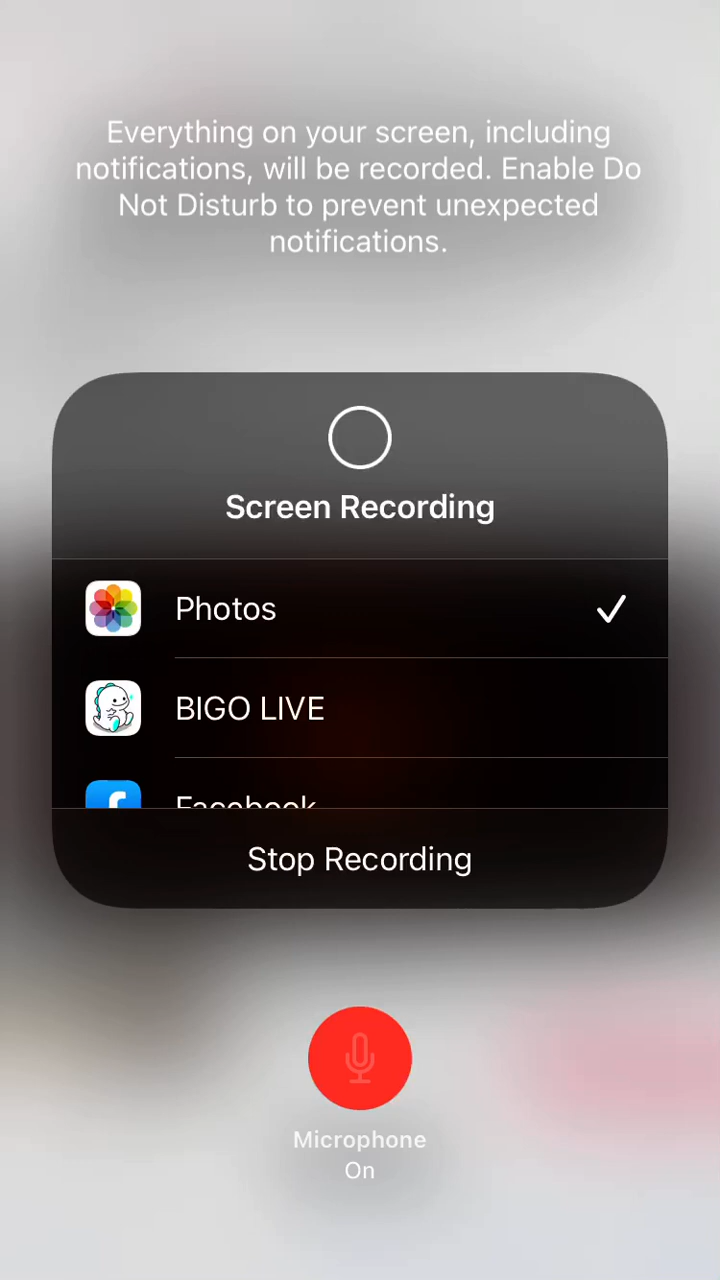 Everything on your screen, including
notifications, will be recorded. Enable Do
Not Disturb to prevent unexpected
notifications.
Screen Recording
Photos
BIGO LIVE
Facebook
Stop Recording
Microphone
On